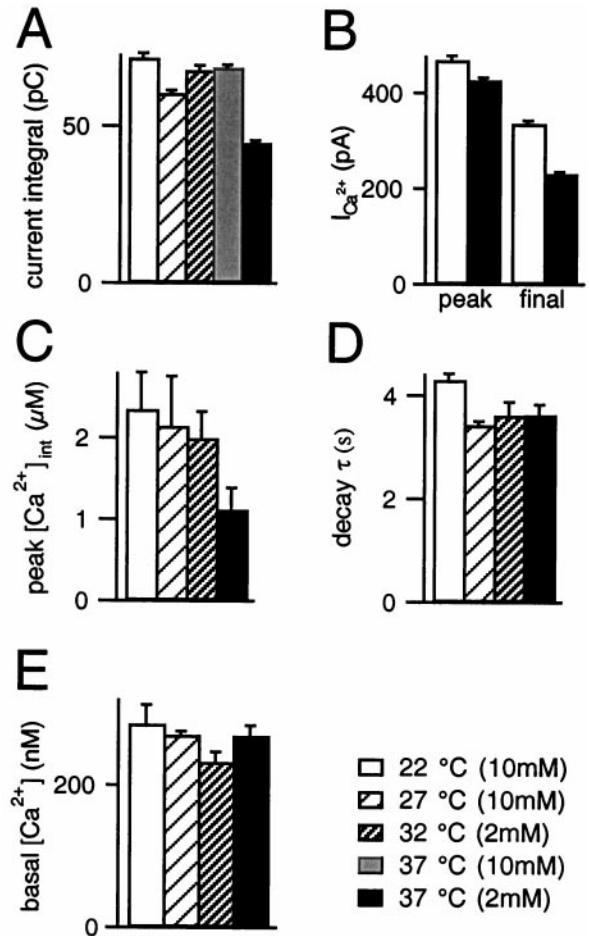 A
current integral (pC)
50
0
B
I Ca²⁺ (pA)
400
200
0
peak final
C
peak [Ca²⁺]int (µM)
2
1
0
D
decay τ (s)
4
2
0
E
basal [Ca²⁺] (nM)
200
0
22 °C (10mM)
27 °C (10mM)
32 °C (2mM)
37 °C (10mM)
37 °C (2mM)